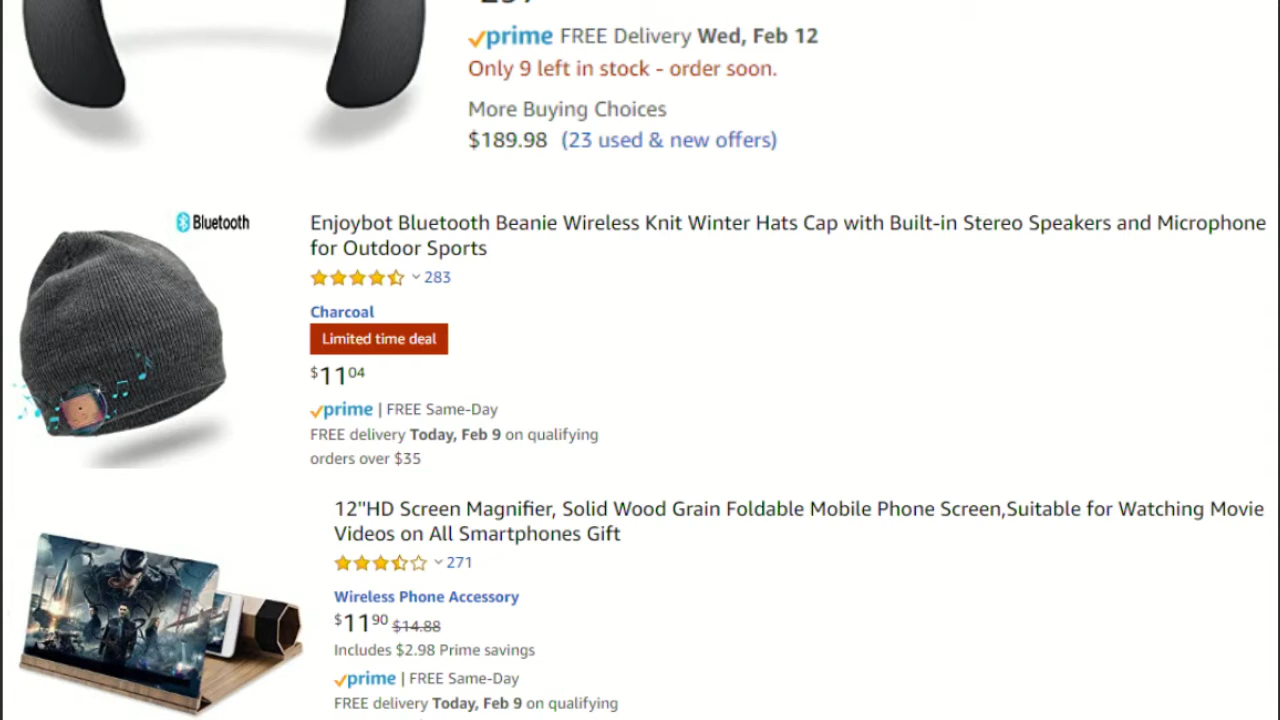 prime FREE Delivery Wed, Feb 12
Only 9 left in stock - order soon.
More Buying Choices
$189.98 (23 used & new offers)
Bluetooth
Enjoybot Bluetooth Beanie Wireless Knit Winter Hats Cap with Built-in Stereo Speakers and Microphone
for Outdoor Sports
283
Charcoal
Limited time deal
$11 04
prime | FREE Same-Day
FREE delivery Today, Feb 9 on qualifying
orders over $35
12"HD Screen Magnifier, Solid Wood Grain Foldable Mobile Phone Screen,Suitable for Watching Movie
Videos on All Smartphones Gift
271
Wireless Phone Accessory
$11 90 $14.88
Includes $2.98 Prime savings
prime | FREE Same-Day
FREE delivery Today, Feb 9 on qualifying